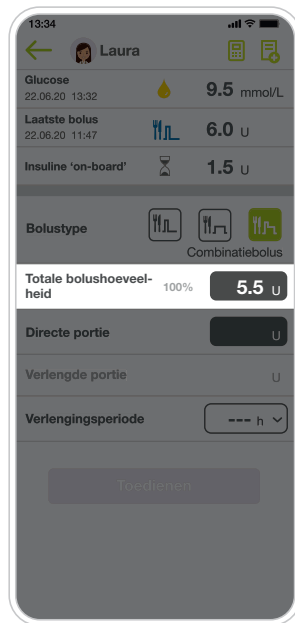 13:34
Laura
Glucose
22.06.20 13:32
9.5 mmol/L
Laatste bolus
22.06.20 11:47
6.0 U
Insuline ‘on-board’
1.5 U
Bolustype
Combinatiebolus
Totale bolushoeveel-
heid
100%
5.5 U
Directe portie
U
Verlengde portie
U
Verlengingsperiode
--- h
Toedienen